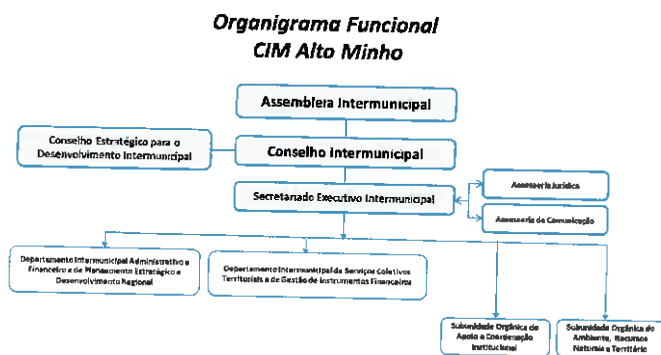 Organigrama Funcional
CIM Alto Minho
Assembleia Intermunicipal
Conselho Estratégico para o
Desenvolvimento Intermunicipal
Conselho Intermunicipal
Secretariado Executivo Intermunicipal
Assessoria Jurídica
Assessoria de Comunicação
Departamento Intermunicipal Administrativo e
Financeiro e de Planeamento Estratégico e
Desenvolvimento Regional
Departamento Intermunicipal de Serviços Coletivos
Territoriais e de Gestão de Instrumentos Financeiros
Subunidade Orgânica de
Apoio e Coordenação
Institucional
Subunidade Orgânica do
Ambiente, Recursos
Naturais e Território